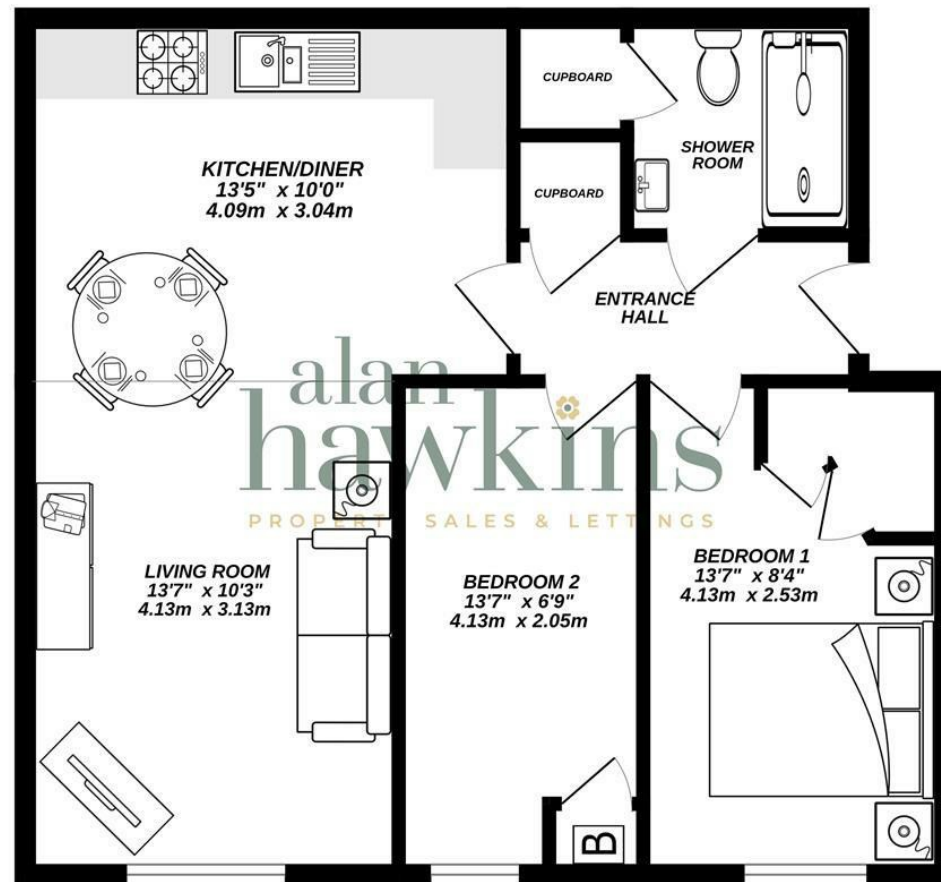 CUPBOARD
SHOWER
ROOM
KITCHEN/DINER
13'5" x 10'0"
4.09m x 3.04m
CUPBOARD
ENTRANCE
HALL
alan
hawkins
PROPERTY SALES & LETTINGS
LIVING ROOM
13'7" x 10'3"
4.13m x 3.13m
BEDROOM 2
13'7" x 6'9"
4.13m x 2.05m
BEDROOM 1
13'7" x 8'4"
4.13m x 2.53m
B